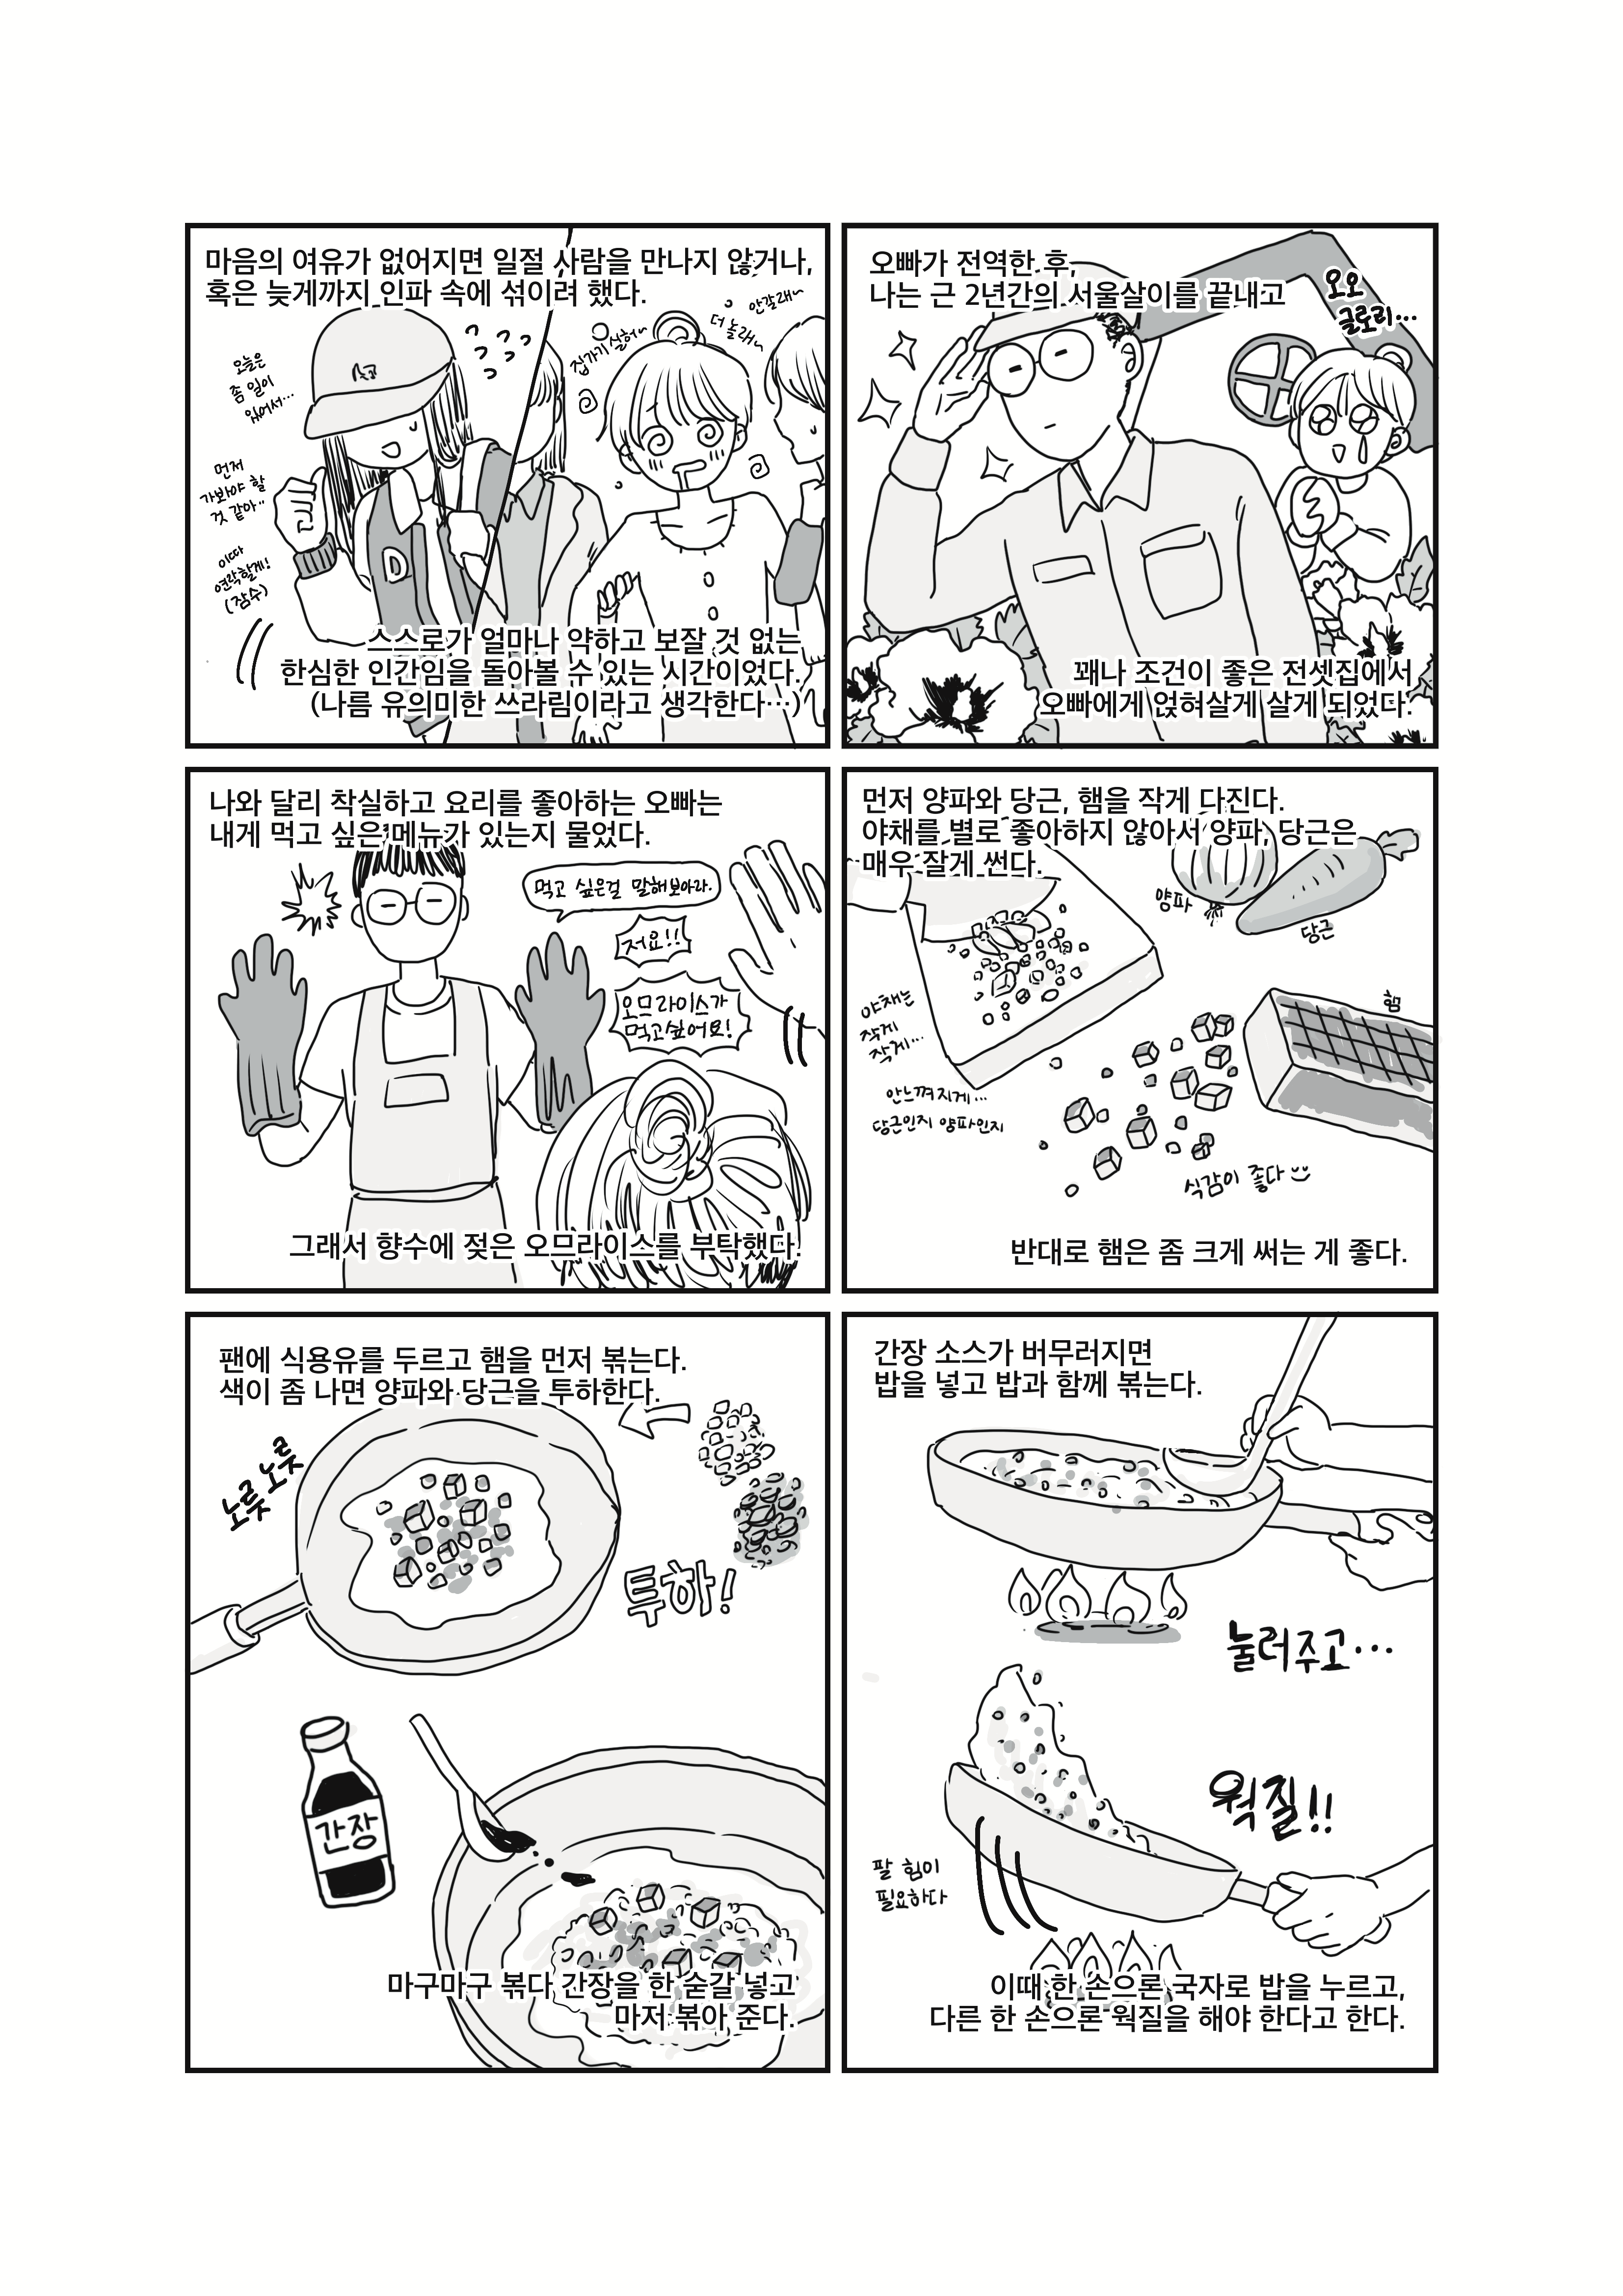 마음의 여유가 없어지면 일절 사람을 만나지 않거나,
혹은 늦게까지 인파 속에 섞이려 했다.
오늘은
좀 일이
있어서…
먼저
가봐야 할
것 같아..
이따
연락할게!
(잠수)
D
집가기 싫허~
더 놀래~
안갈래~
스스로가 얼마나 약하고 보잘 것 없는
한심한 인간임을 돌아볼 수 있는 시간이었다.
(나름 유의미한 쓰라림이라고 생각한다…)
오빠가 전역한 후,
나는 근 2년간의 서울살이를 끝내고
오오
글로리…
꽤나 조건이 좋은 전셋집에서
오빠에게 얹혀살게 살게 되었다.
나와 달리 착실하고 요리를 좋아하는 오빠는
내게 먹고 싶은 메뉴가 있는지 물었다.
먹고 싶은걸 말해보아라.
저요!!
오므라이스가
먹고싶어요!
그래서 향수에 젖은 오므라이스를 부탁했다.
먼저 양파와 당근, 햄을 작게 다진다.
야채를 별로 좋아하지 않아서 양파, 당근은
매우 잘게 썬다.
양파
당근
야채는
작게
작게…
안느껴지게…
당근인지 양파인지
햄
식감이 좋다
반대로 햄은 좀 크게 써는 게 좋다.
팬에 식용유를 두르고 햄을 먼저 볶는다.
색이 좀 나면 양파와 당근을 투하한다.
노릇노릇
투하!
간장
마구마구 볶다 간장을 한 숟갈 넣고
마저 볶아 준다.
간장 소스가 버무러지면
밥을 넣고 밥과 함께 볶는다.
눌러주고…
웍질!!
팔 힘이
필요하다
이때 한 손으론 국자로 밥을 누르고,
다른 한 손으론 웍질을 해야 한다고 한다.